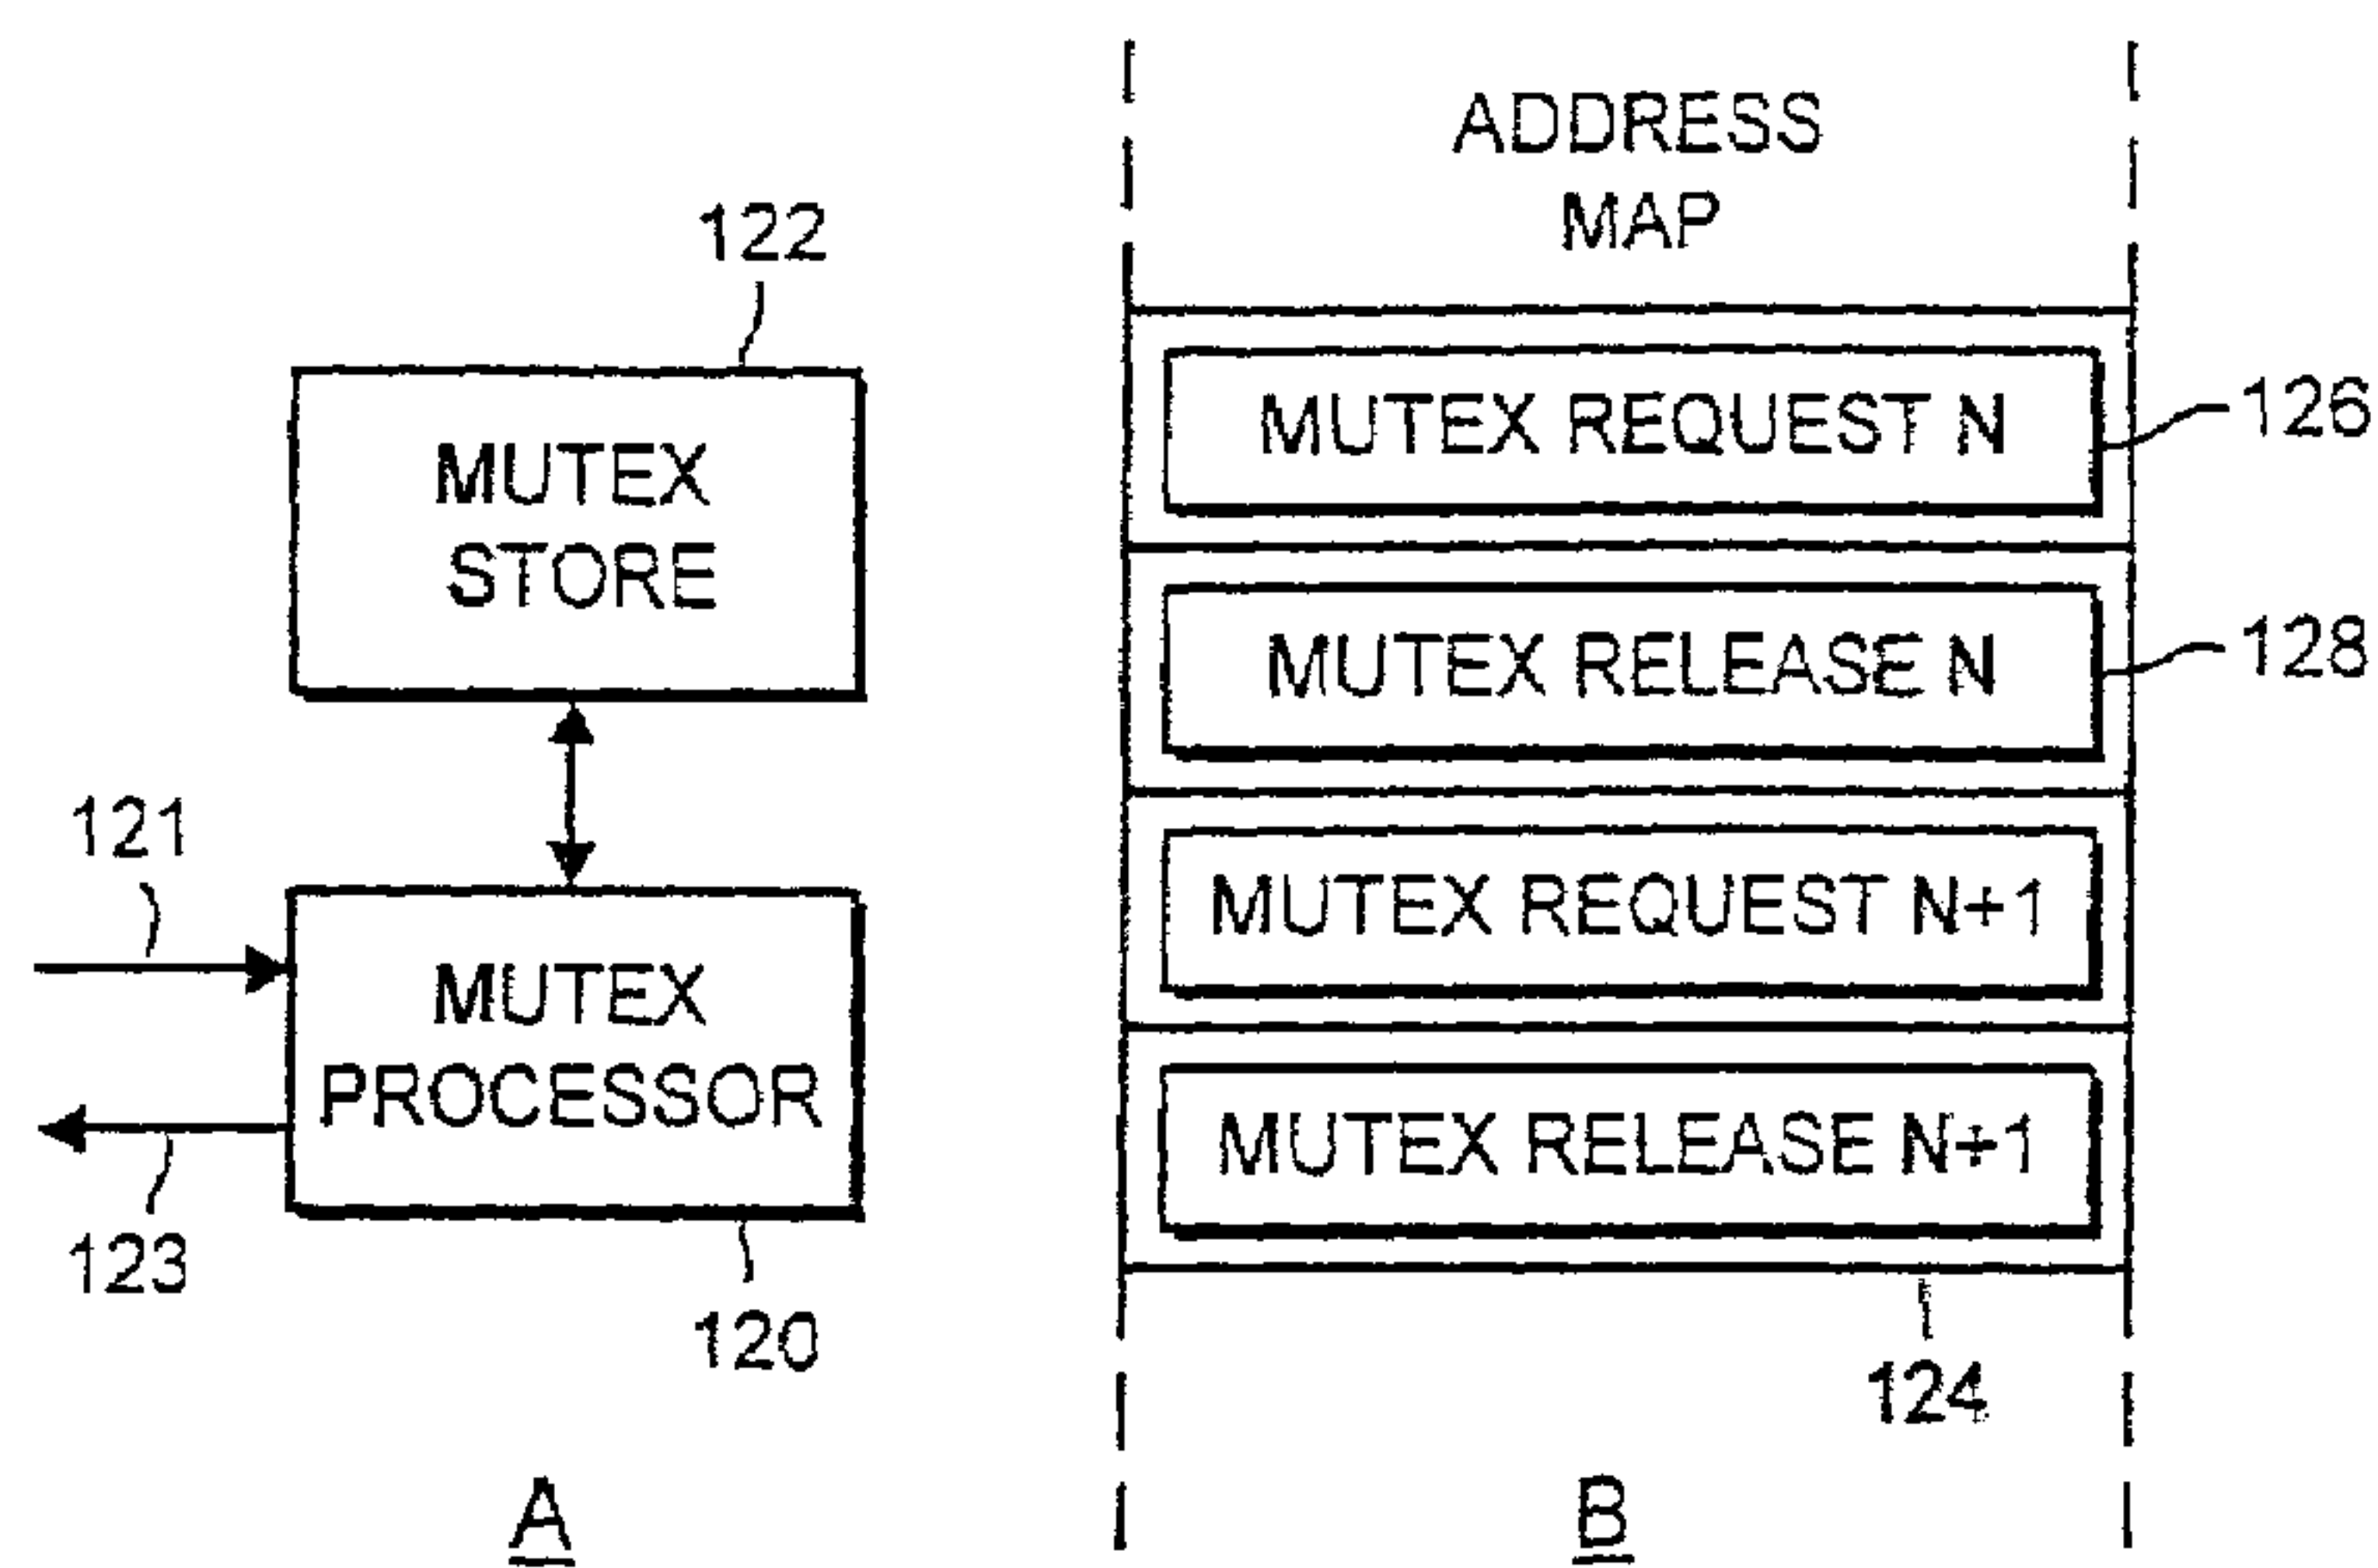 122
MUTEX
STORE
121
MUTEX
PROCESSOR
123
120
A
ADDRESS
MAP
MUTEX REQUEST N
126
MUTEX RELEASE N
128
MUTEX REQUEST N+1
MUTEX RELEASE N+1
124
B